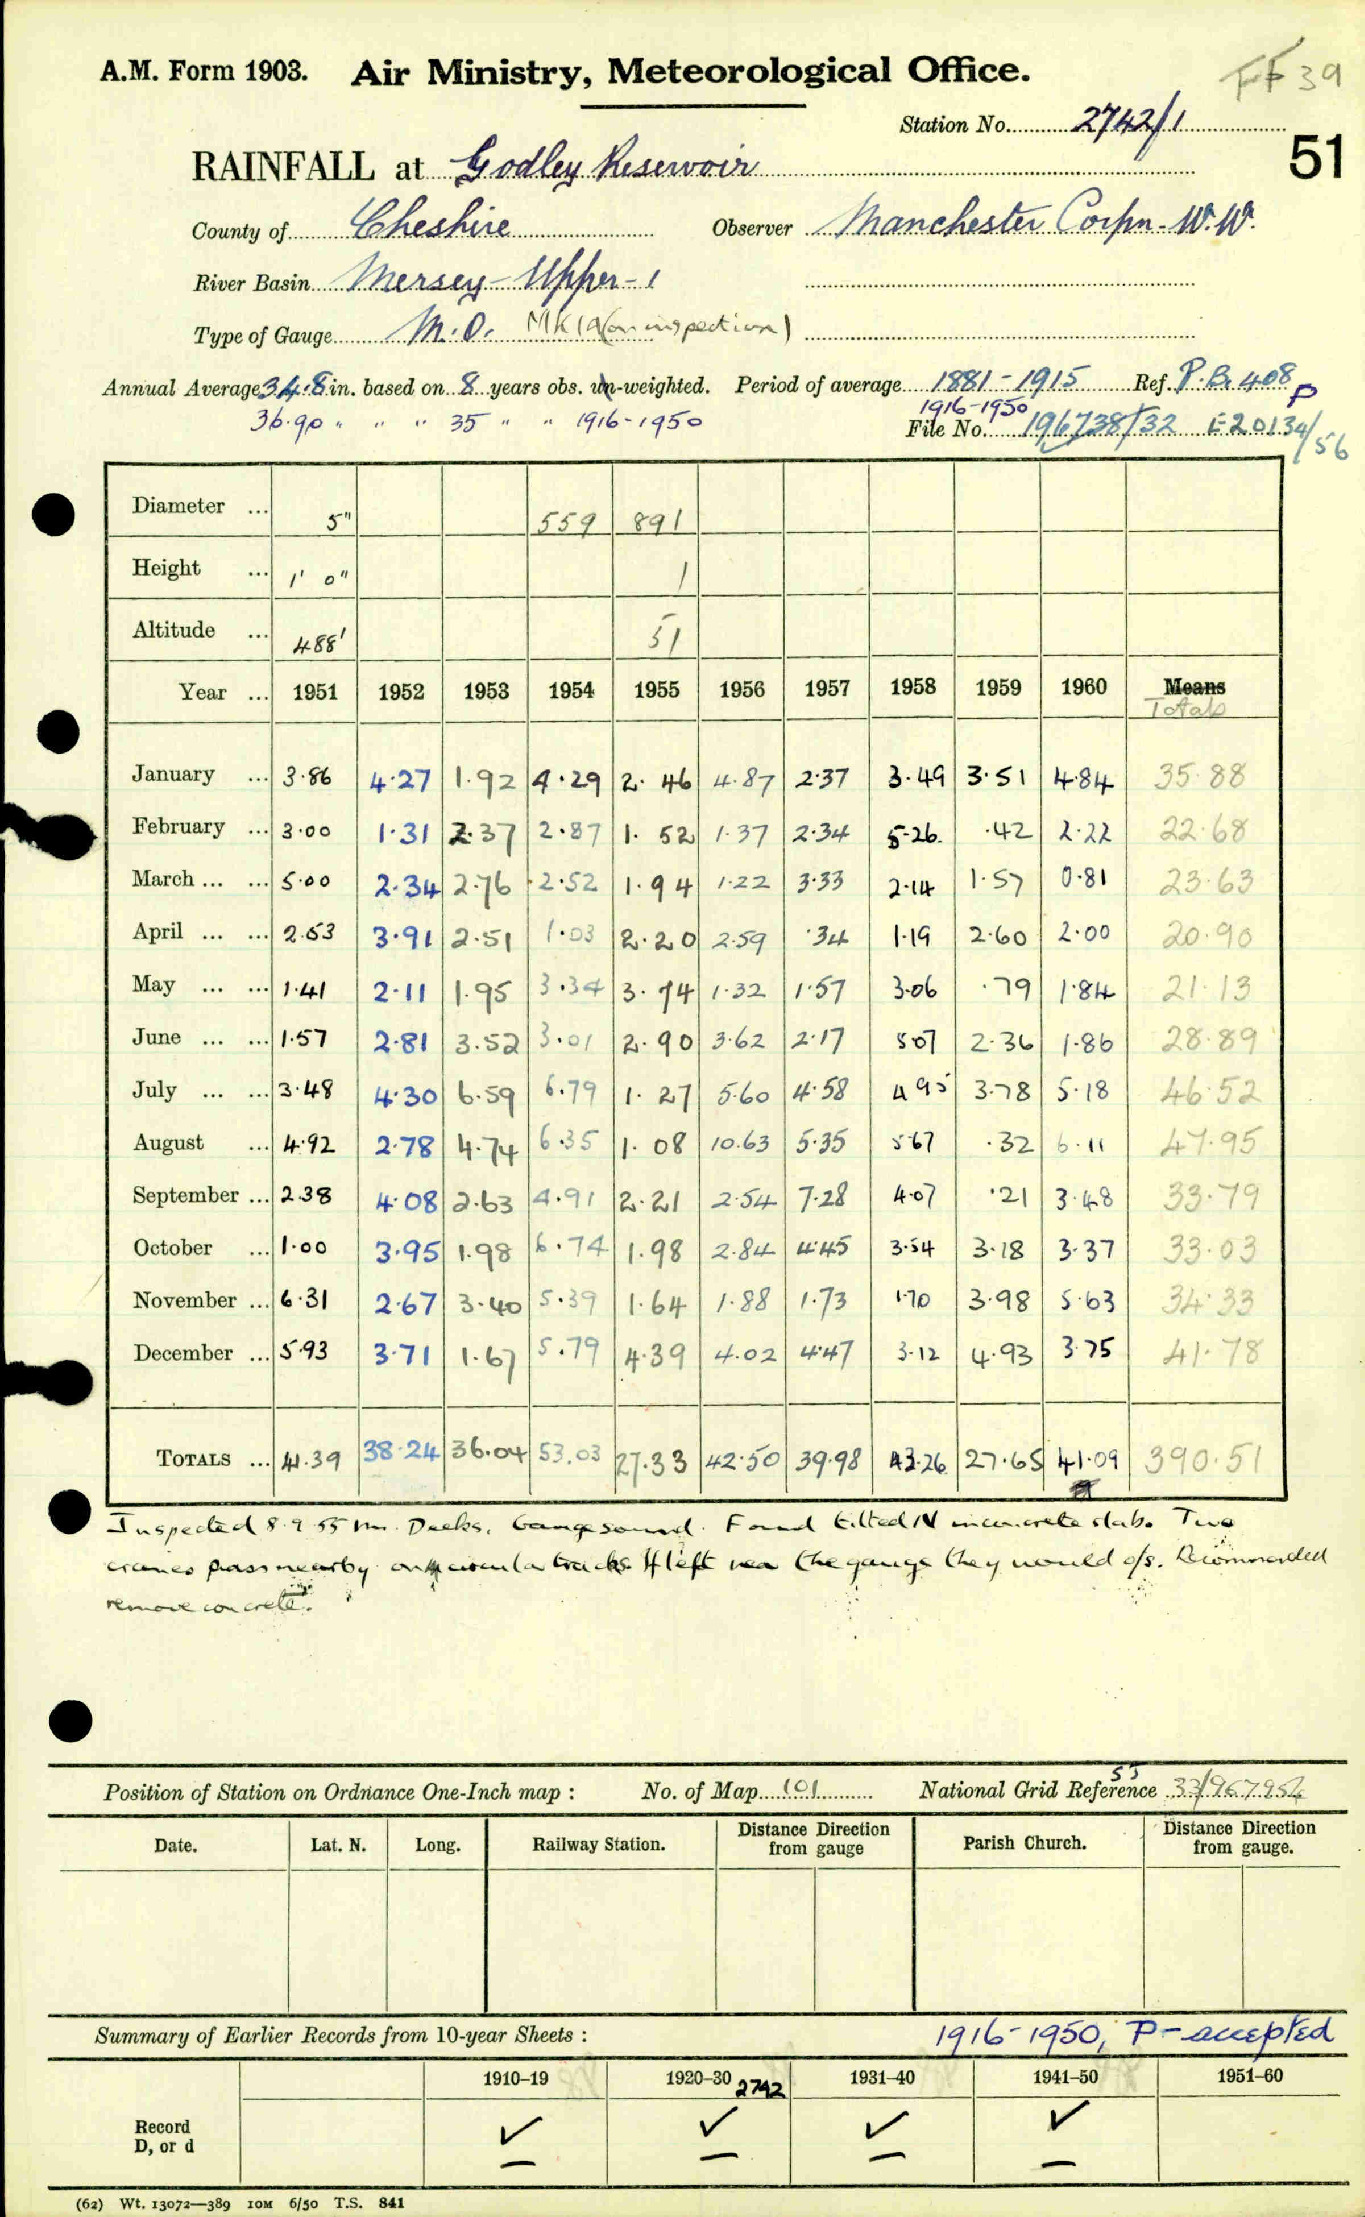 A.M. Form 1903. Air Ministry, Meteorological Office. FF 39
Station No. 2742/1
51
RAINFALL at Godley Reservoir
County of Cheshire Observer Manchester Corpn. W.W.
River Basin Mersey - Upper - 1
Type of Gauge M.O. MK1A (on inspection)
Annual Average 34.8 in. based on 8 years obs. un-weighted. Period of average 1881-1915 Ref. P.B. 408 P
36.90 " " " 35 " " 1916-1950 1916-1950
File No. 196738/32 E20134/56
Diameter ... 5" 559 891
Height ... 1' 0" 1
Altitude ... 488' 51
Year ... 1951 1952 1953 1954 1955 1956 1957 1958 1959 1960 Means
Totals
January ... 3.86 4.27 1.92 4.29 2.46 4.87 2.37 3.49 3.51 4.84 35.88
February ... 3.00 1.31 2.37 2.87 1.52 1.37 2.34 5.26 .42 2.22 22.68
March ... ... 5.00 2.34 2.76 2.52 1.94 1.22 3.33 2.14 1.57 0.81 23.63
April ... ... 2.53 3.91 2.51 1.03 2.20 2.59 .34 1.19 2.60 2.00 20.90
May ... ... 1.41 2.11 1.95 3.34 3.74 1.32 1.57 3.06 .79 1.84 21.13
June ... ... 1.57 2.81 3.52 3.01 2.90 3.62 2.17 5.07 2.36 1.86 28.89
July ... ... 3.48 4.30 6.59 6.79 1.27 5.60 4.58 4.95 3.78 5.18 46.52
August ... 4.92 2.78 4.74 6.35 1.08 10.63 5.35 5.67 .32 6.11 47.95
September ... 2.38 4.08 2.63 4.91 2.21 2.54 7.28 4.07 .21 3.48 33.79
October ... 1.00 3.95 1.98 6.74 1.98 2.84 4.45 3.54 3.18 3.37 33.03
November ... 6.31 2.67 3.40 5.39 1.64 1.88 1.73 1.70 3.98 5.63 34.33
December ... 5.93 3.71 1.67 5.79 4.39 4.02 4.47 3.12 4.93 3.75 41.78
TOTALS ... 41.39 38.24 36.04 53.03 27.33 42.50 39.98 43.26 27.65 41.09 390.51
Inspected 8.9.55 Mr. Deeks. Gauge sound. Found tilted N in concrete slab. Two
cranes pass nearby on circular tracks. If left near the gauge they would o/s. Recommended
remove concrete.
Position of Station on Ordnance One-Inch map : No. of Map 101 National Grid Reference 33/967954
SJ
Date. Lat. N. Long. Railway Station. Distance Direction from gauge Parish Church. Distance Direction from gauge.
Summary of Earlier Records from 10-year Sheets : 1916-1950, P-accepted
1910–19 1920–30 2742 1931–40 1941–50 1951–60
Record
D, or d ✓ ✓ ✓ ✓
(62) Wt. 13072—389 10M 6/50 T.S. 841